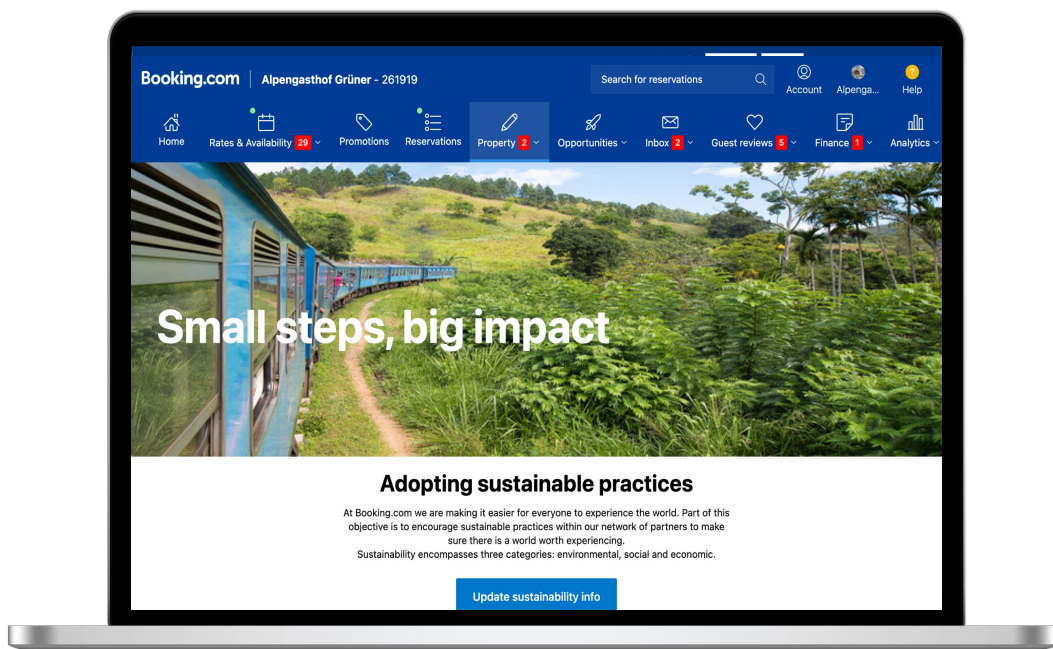 Booking.com
Alpengasthof Grüner - 261919
Search for reservations
Account
Alpenga...
?
Help
Home
Rates & Availability 29
Promotions
Reservations
Property 2
Opportunities
Inbox 2
Guest reviews 5
Finance 1
Analytics
Small steps, big impact
Adopting sustainable practices
At Booking.com we are making it easier for everyone to experience the world. Part of this
objective is to encourage sustainable practices within our network of partners to make
sure there is a world worth experiencing.
Sustainability encompasses three categories: environmental, social and economic.
Update sustainability info